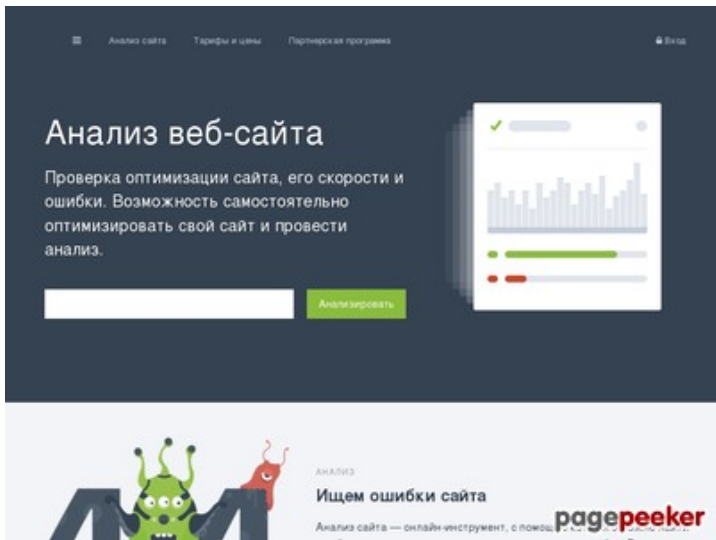 Анализ сайта
Тарифы и цены
Партнерская программа
Вход
Анализ веб-сайта
Проверка оптимизации сайта, его скорости и
ошибки. Возможность самостоятельно
оптимизировать свой сайт и провести
анализ.
Анализировать
АНАЛИЗ
Ищем ошибки сайта
Анализ сайта — онлайн-инструмент, с
pagepeeker